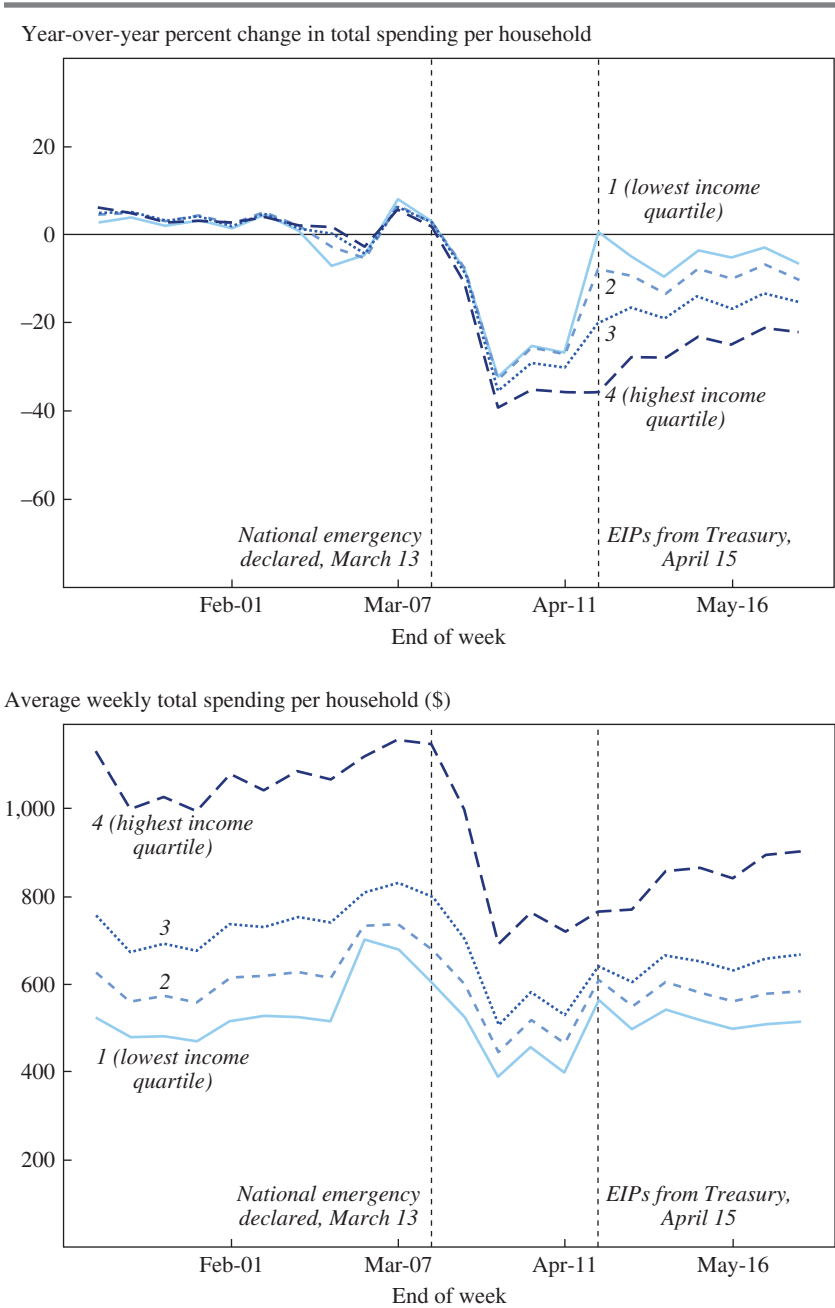 Year-over-year percent change in total spending per household
20
0
–20
–40
–60
1 (lowest income
quartile)
2
3
4 (highest income
quartile)
National emergency
declared, March 13
EIPs from Treasury,
April 15
Feb-01
Mar-07
Apr-11
May-16
End of week
Average weekly total spending per household ($)
1,000
800
600
400
200
4 (highest income
quartile)
3
2
1 (lowest income
quartile)
National emergency
declared, March 13
EIPs from Treasury,
April 15
Feb-01
Mar-07
Apr-11
May-16
End of week